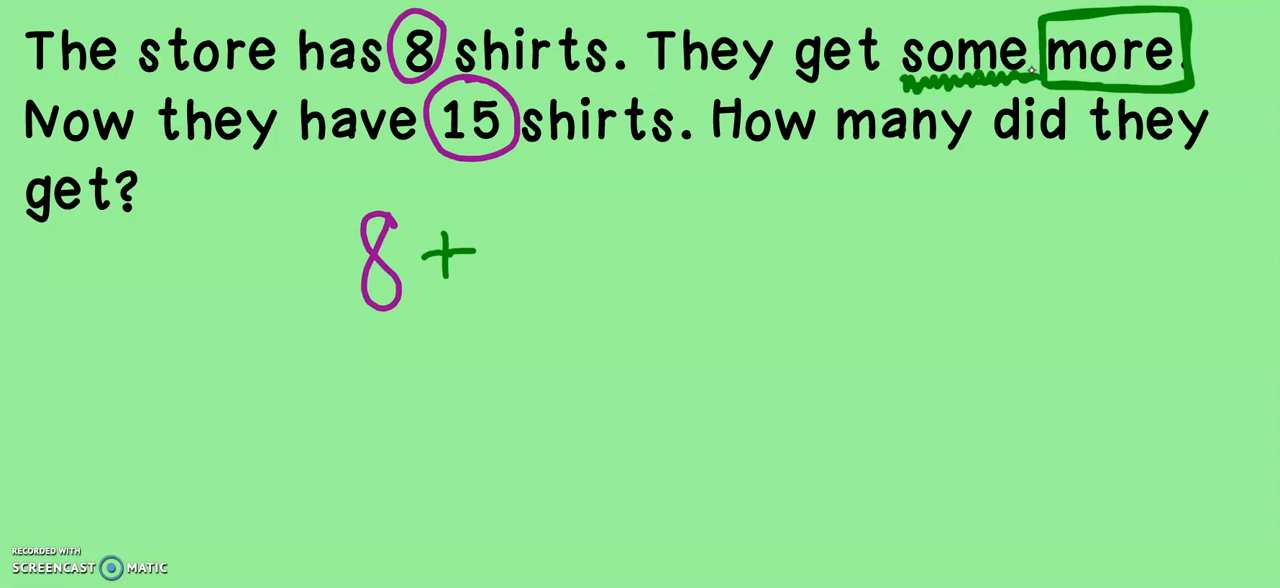 The store has 8 shirts. They get some more.
Now they have 15 shirts. How many did they
get?
8 +
RECORDED WITH
SCREENCAST MATIC